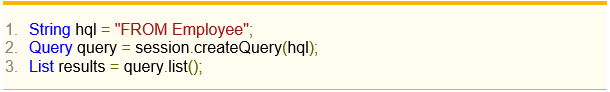 1. String hql = "FROM Employee";
2. Query query = session.createQuery(hql);
3. List results = query.list();